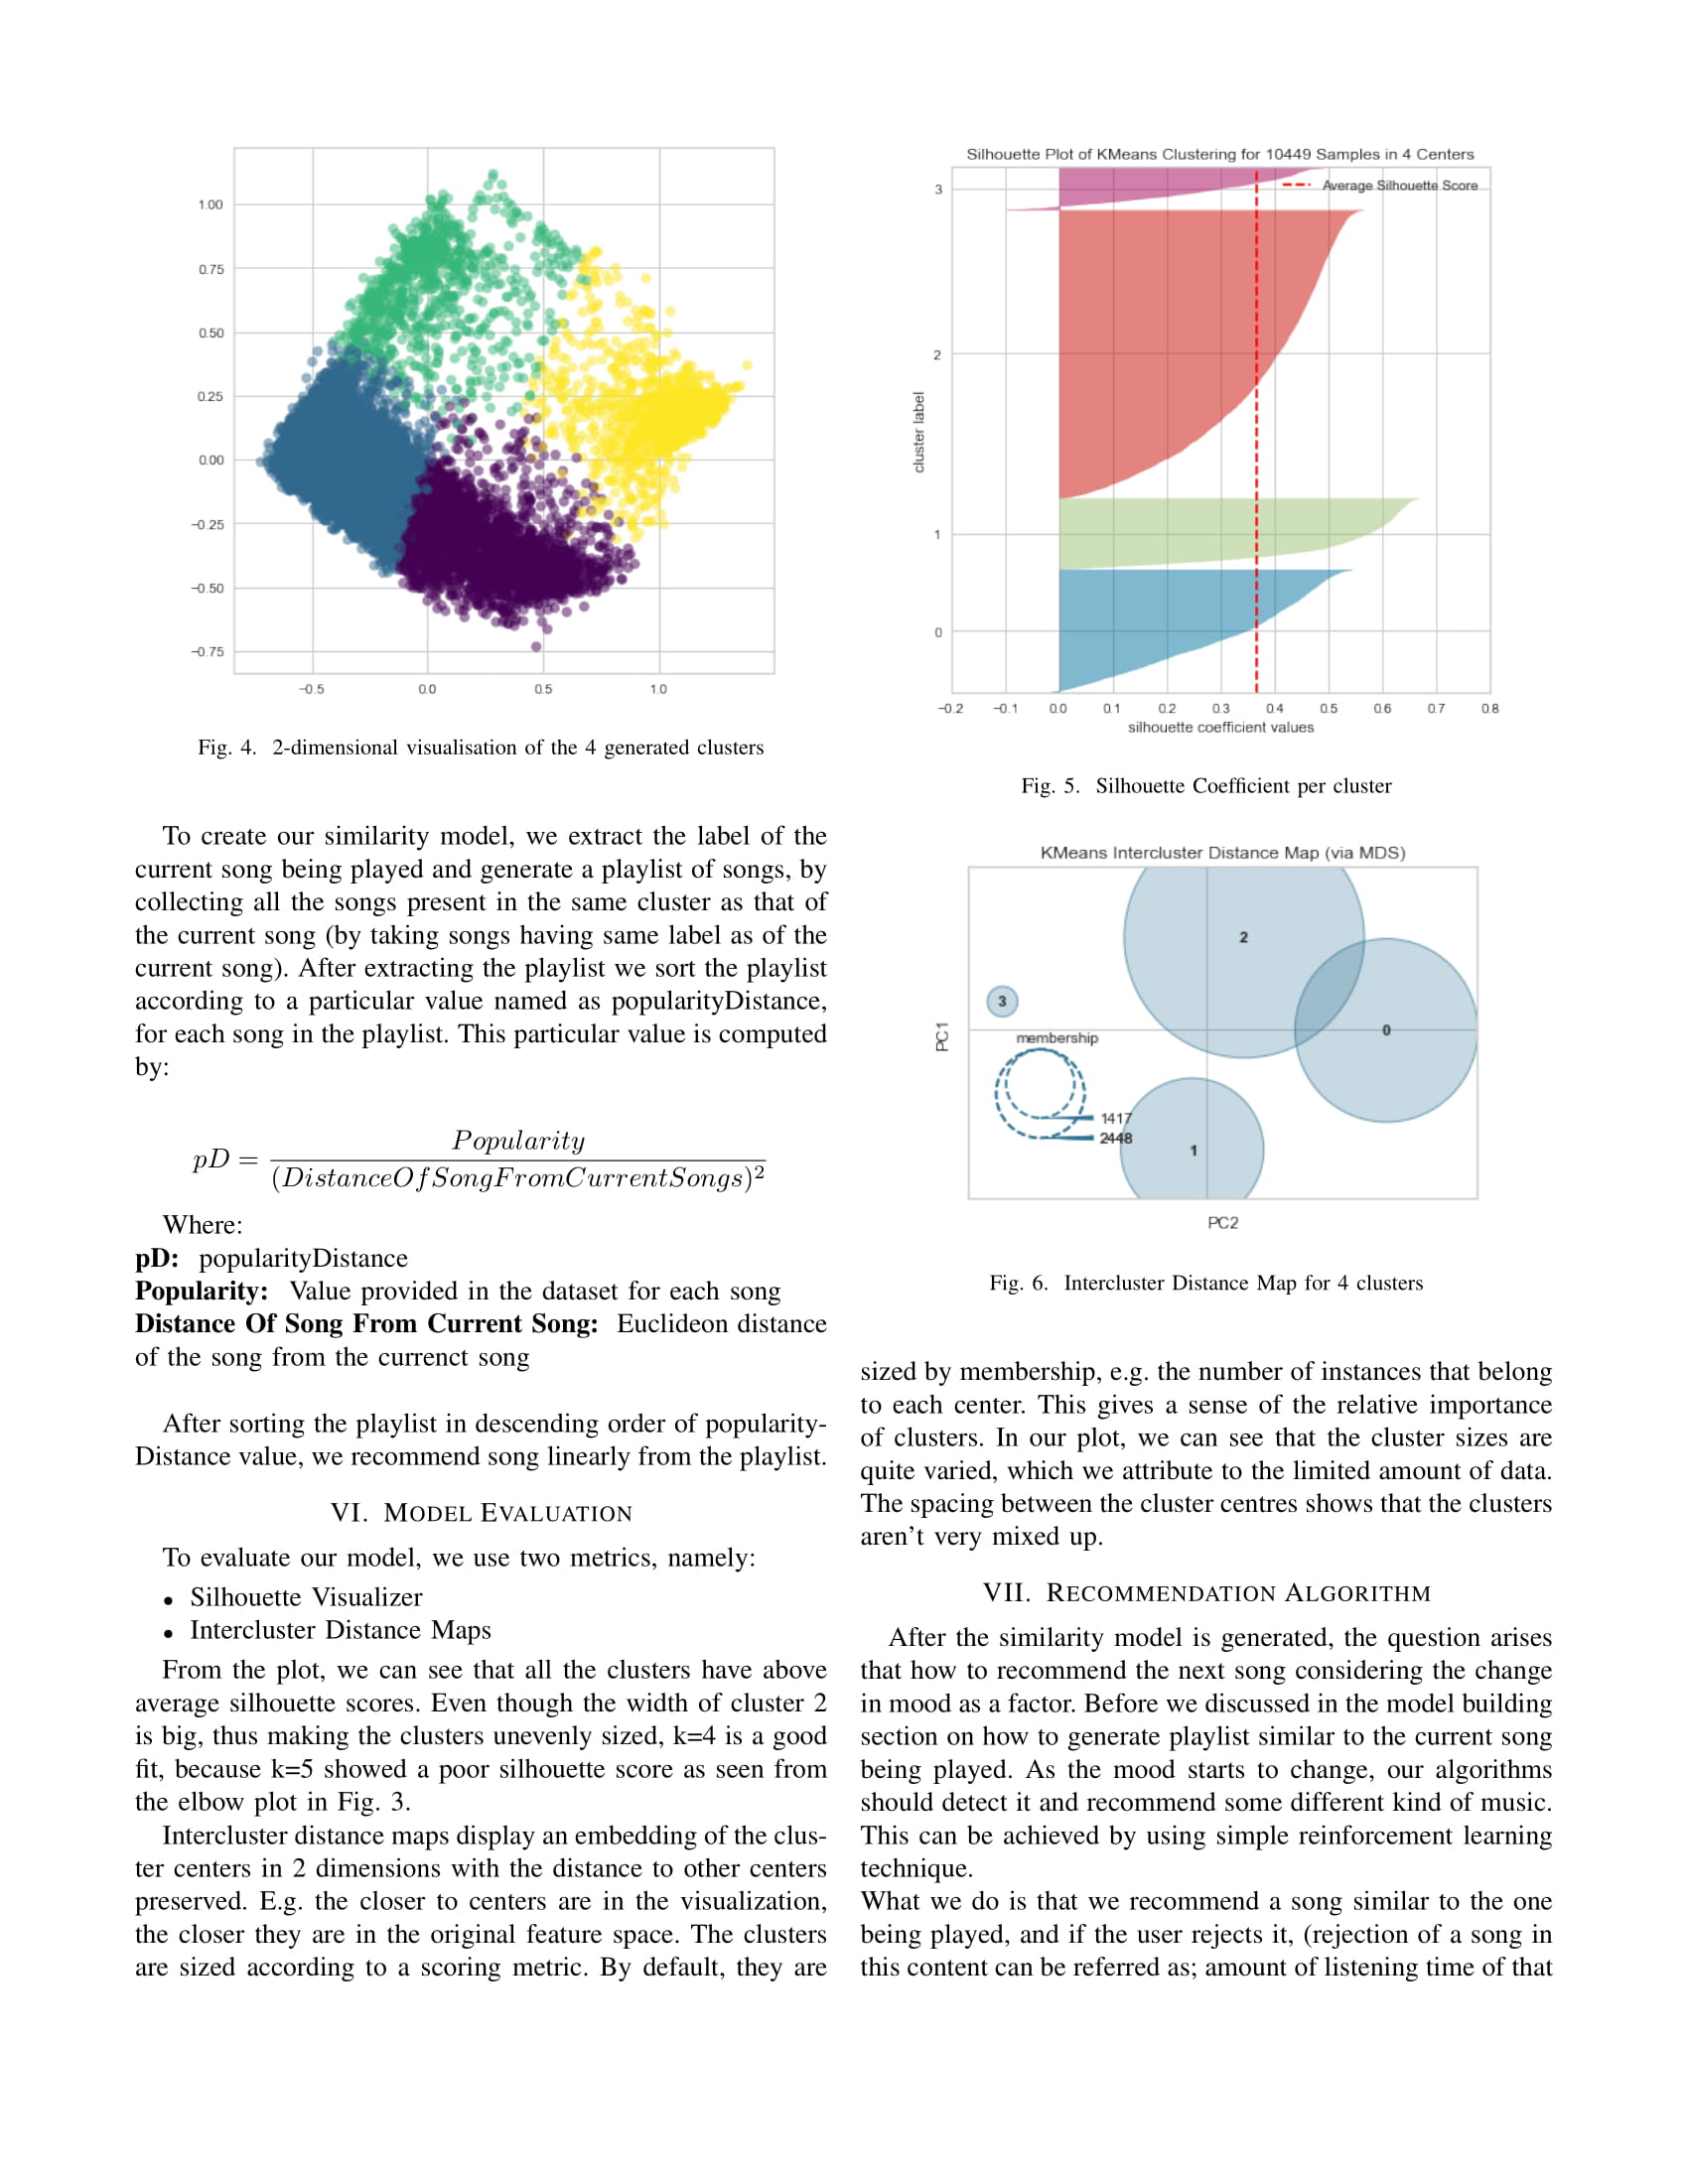 1.00
0.75
0.50
0.25
0.00
−0.25
−0.50
−0.75
−0.5
0.0
0.5
1.0
Fig. 4. 2-dimensional visualisation of the 4 generated clusters
To create our similarity model, we extract the label of the
current song being played and generate a playlist of songs, by
collecting all the songs present in the same cluster as that of
the current song (by taking songs having same label as of the
current song). After extracting the playlist we sort the playlist
according to a particular value named as popularityDistance,
for each song in the playlist. This particular value is computed
by:
pD = Popularity / (DistanceOfSongFromCurrentSongs)²
Where:
pD: popularityDistance
Popularity: Value provided in the dataset for each song
Distance Of Song From Current Song: Euclideon distance
of the song from the currenct song
After sorting the playlist in descending order of popularity-
Distance value, we recommend song linearly from the playlist.
VI. MODEL EVALUATION
To evaluate our model, we use two metrics, namely:
• Silhouette Visualizer
• Intercluster Distance Maps
From the plot, we can see that all the clusters have above
average silhouette scores. Even though the width of cluster 2
is big, thus making the clusters unevenly sized, k=4 is a good
fit, because k=5 showed a poor silhouette score as seen from
the elbow plot in Fig. 3.
Intercluster distance maps display an embedding of the clus-
ter centers in 2 dimensions with the distance to other centers
preserved. E.g. the closer to centers are in the visualization,
the closer they are in the original feature space. The clusters
are sized according to a scoring metric. By default, they are
Silhouette Plot of KMeans Clustering for 10449 Samples in 4 Centers
Average Silhouette Score
cluster label
3
2
1
0
−0.2
−0.1
0.0
0.1
0.2
0.3
0.4
0.5
0.6
0.7
0.8
silhouette coefficient values
Fig. 5. Silhouette Coefficient per cluster
KMeans Intercluster Distance Map (via MDS)
2
3
0
1
membership
1417
2448
PC1
PC2
Fig. 6. Intercluster Distance Map for 4 clusters
sized by membership, e.g. the number of instances that belong
to each center. This gives a sense of the relative importance
of clusters. In our plot, we can see that the cluster sizes are
quite varied, which we attribute to the limited amount of data.
The spacing between the cluster centres shows that the clusters
aren't very mixed up.
VII. RECOMMENDATION ALGORITHM
After the similarity model is generated, the question arises
that how to recommend the next song considering the change
in mood as a factor. Before we discussed in the model building
section on how to generate playlist similar to the current song
being played. As the mood starts to change, our algorithms
should detect it and recommend some different kind of music.
This can be achieved by using simple reinforcement learning
technique.
What we do is that we recommend a song similar to the one
being played, and if the user rejects it, (rejection of a song in
this content can be referred as; amount of listening time of that